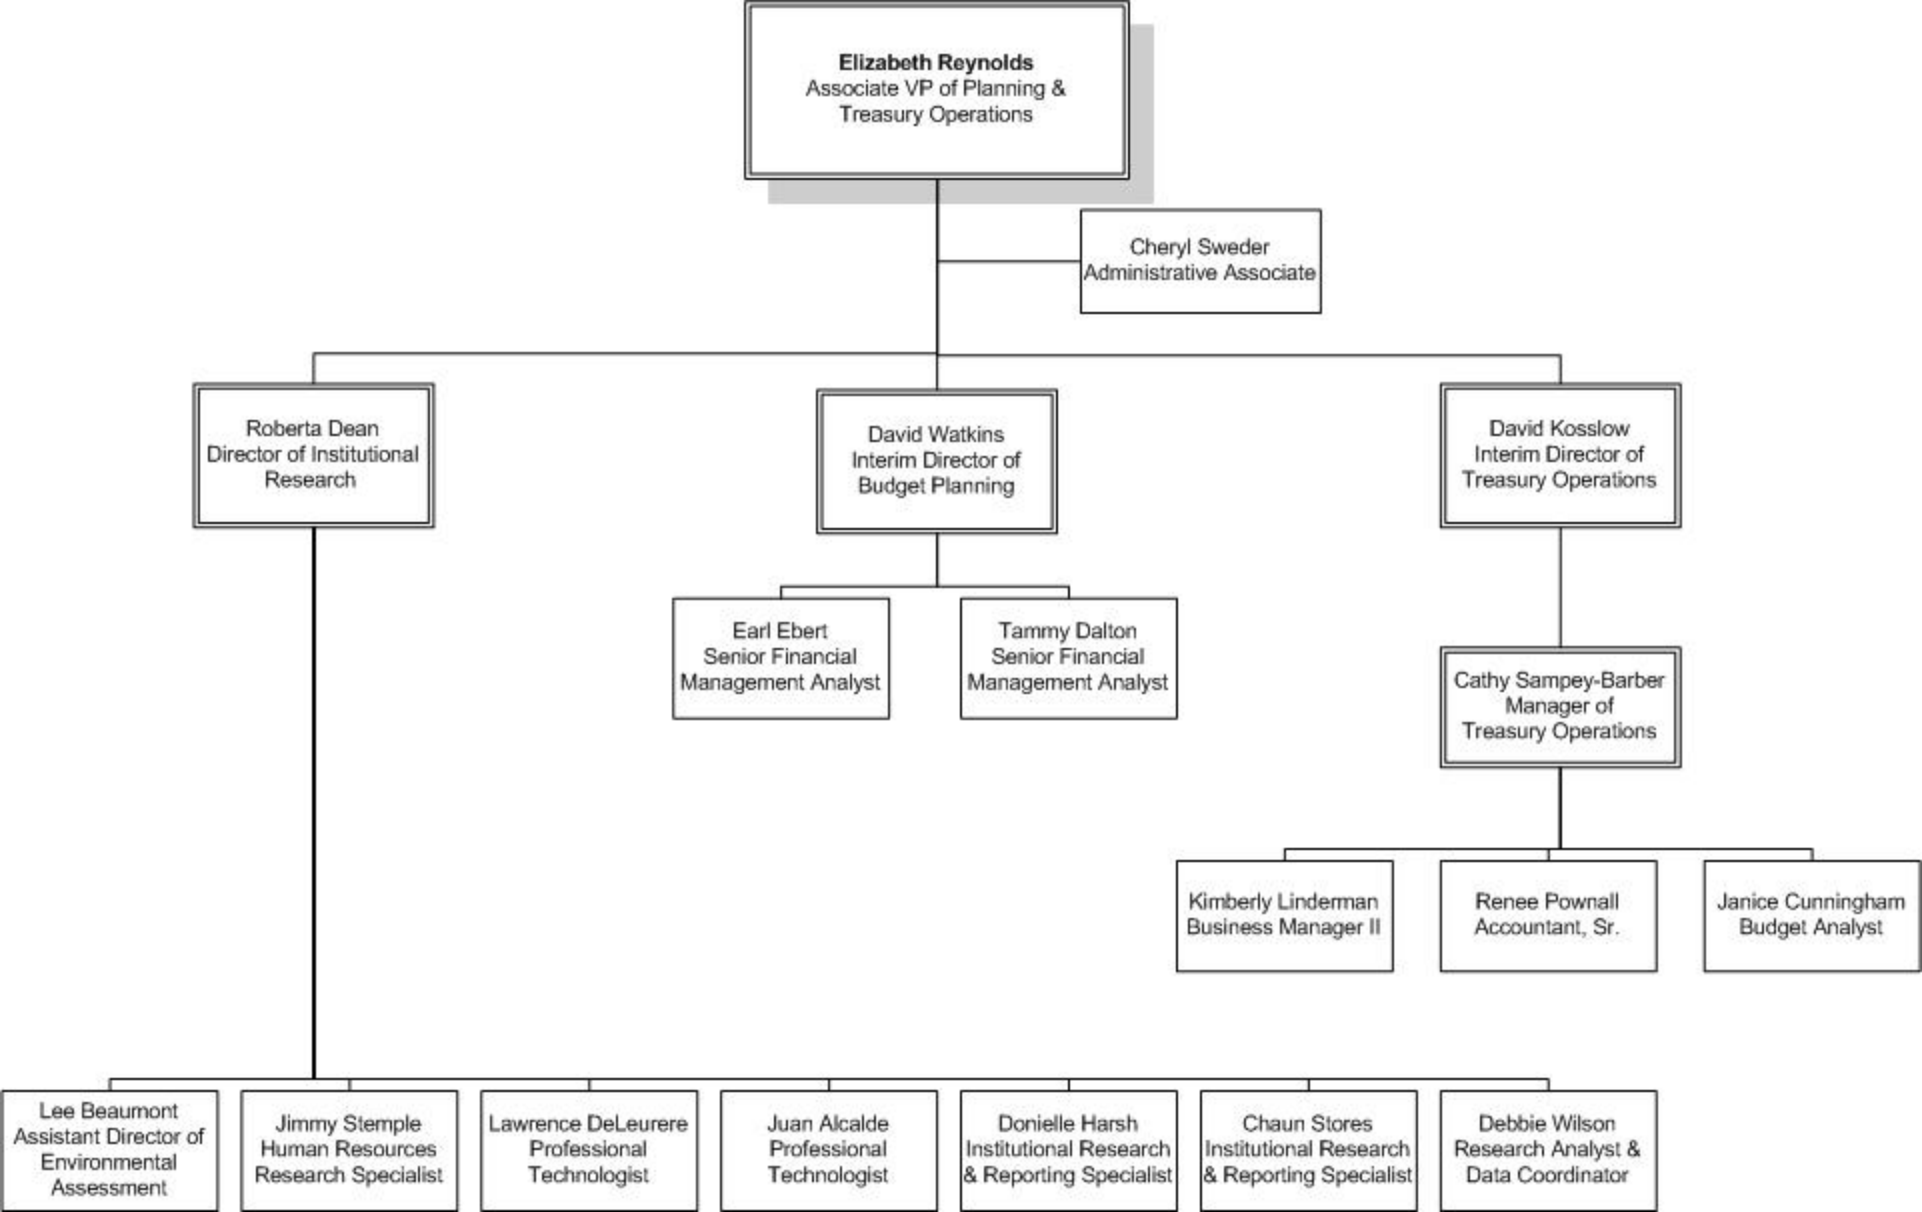 Elizabeth Reynolds
Associate VP of Planning &
Treasury Operations
Cheryl Sweder
Administrative Associate
Roberta Dean
Director of Institutional
Research
David Watkins
Interim Director of
Budget Planning
David Kosslow
Interim Director of
Treasury Operations
Earl Ebert
Senior Financial
Management Analyst
Tammy Dalton
Senior Financial
Management Analyst
Cathy Sampey-Barber
Manager of
Treasury Operations
Kimberly Linderman
Business Manager II
Renee Pownall
Accountant, Sr.
Janice Cunningham
Budget Analyst
Lee Beaumont
Assistant Director of
Environmental
Assessment
Jimmy Stemple
Human Resources
Research Specialist
Lawrence DeLeurere
Professional
Technologist
Juan Alcalde
Professional
Technologist
Donielle Harsh
Institutional Research
& Reporting Specialist
Chaun Stores
Institutional Research
& Reporting Specialist
Debbie Wilson
Research Analyst &
Data Coordinator